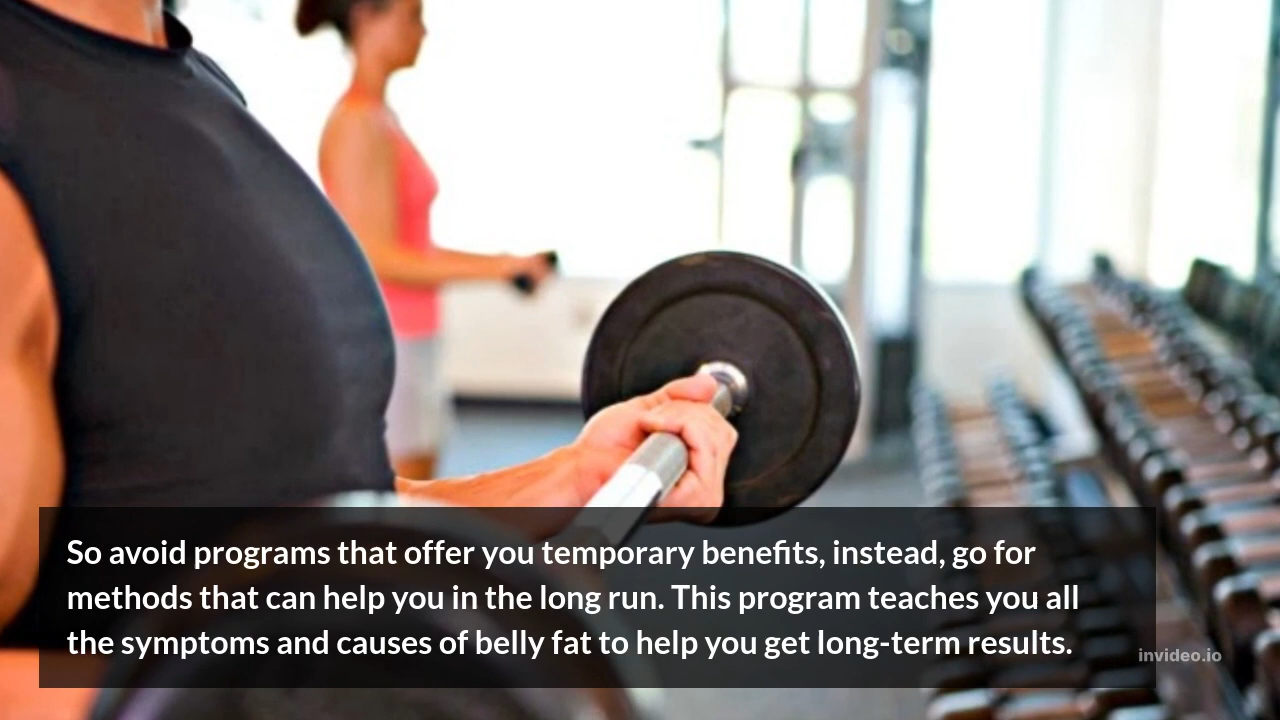 So avoid programs that offer you temporary benefits, instead, go for
methods that can help you in the long run. This program teaches you all
the symptoms and causes of belly fat to help you get long-term results.
invideo.io